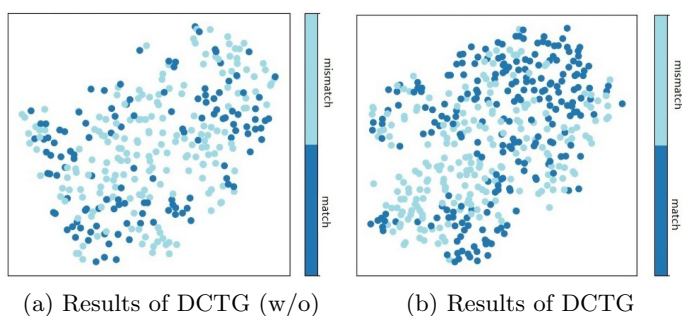 mismatch
match
mismatch
match
(a) Results of DCTG (w/o)
(b) Results of DCTG